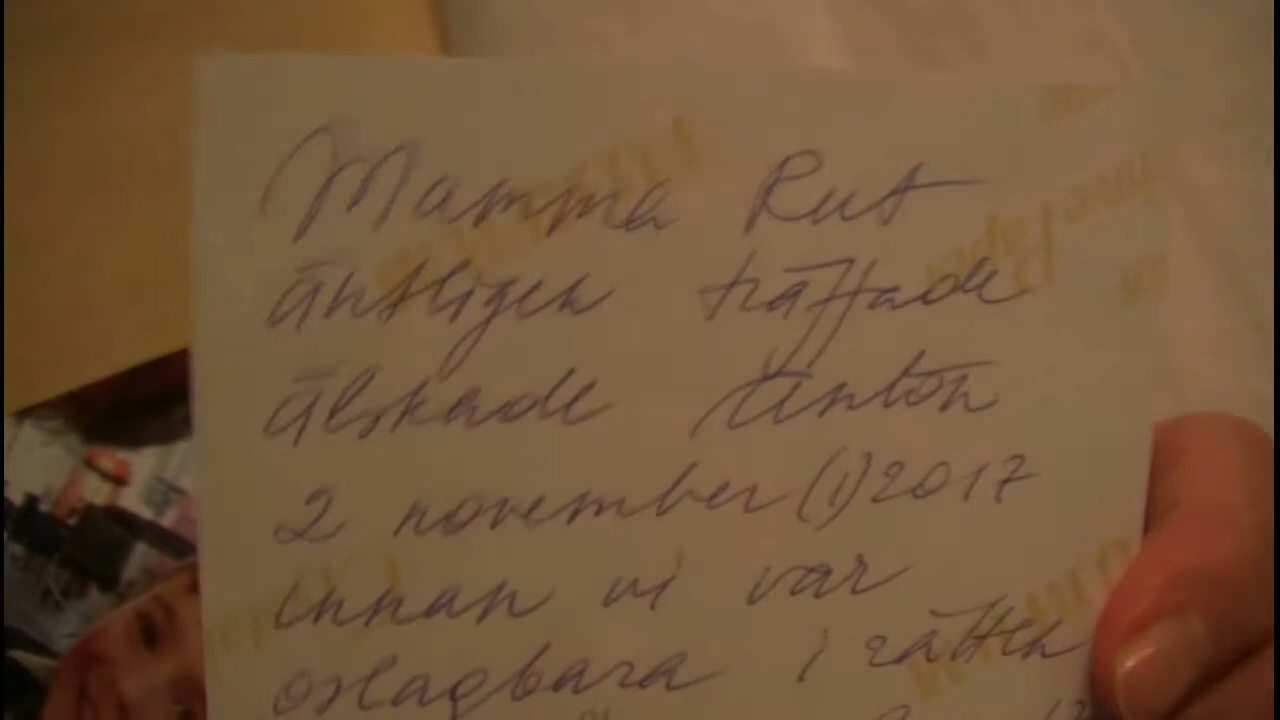 Mamma Rut
äntligen träffade
älskade Anton
2 november (1) 2017
innan vi var
oslagbara i rätten